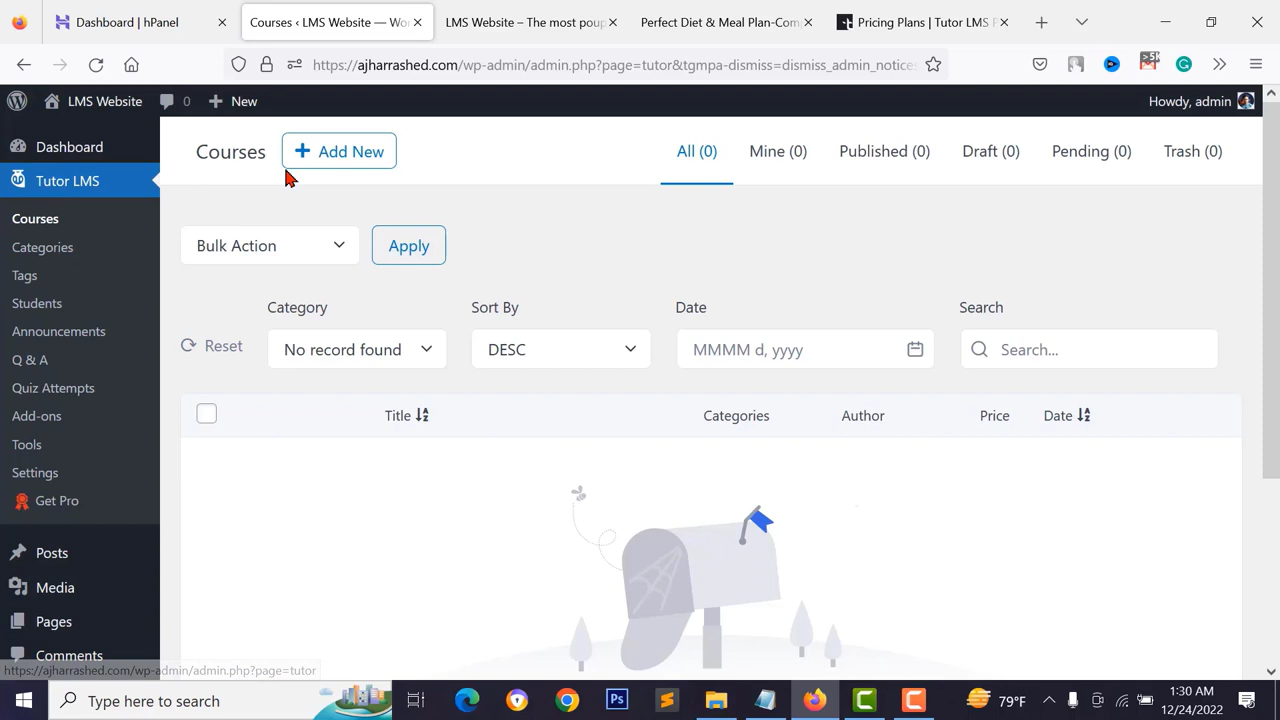 Dashboard | hPanel
Courses ‹ LMS Website — Wor
LMS Website – The most poup
Perfect Diet & Meal Plan-Com
Pricing Plans | Tutor LMS P
https://ajharrashed.com/wp-admin/admin.php?page=tutor&tgmpa-dismiss=dismiss_admin_notices
LMS Website
0
New
Howdy, admin
Dashboard
Tutor LMS
Courses
Categories
Tags
Students
Announcements
Q & A
Quiz Attempts
Add-ons
Tools
Settings
Get Pro
Posts
Media
Pages
Comments
Courses
Add New
All (0)
Mine (0)
Published (0)
Draft (0)
Pending (0)
Trash (0)
Bulk Action
Apply
Category
Sort By
Date
Search
Reset
No record found
DESC
MMMM d, yyyy
Search...
Title
Categories
Author
Price
Date
https://ajharrashed.com/wp-admin/admin.php?page=tutor
Type here to search
Ps
79°F
1:30 AM
12/24/2022